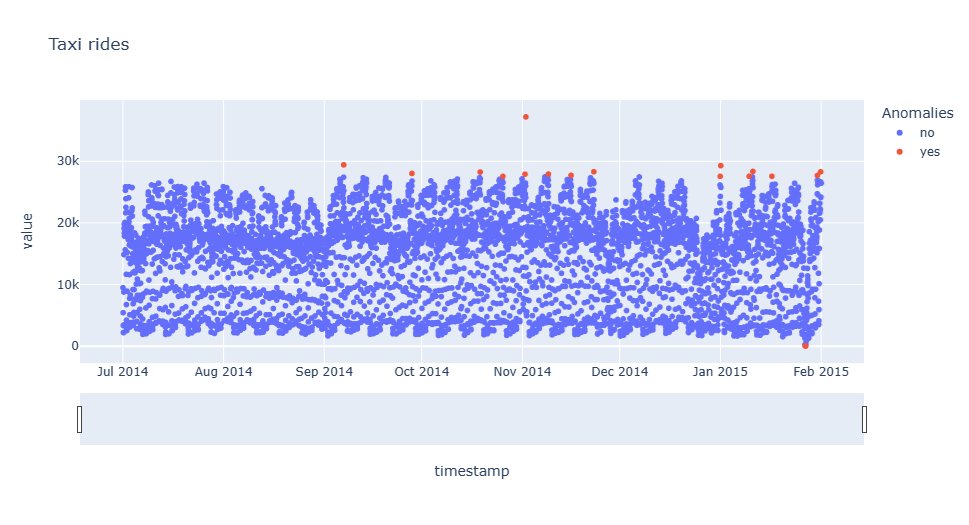 Taxi rides
Anomalies
no
yes
30k
20k
10k
0
value
Jul 2014 Aug 2014 Sep 2014 Oct 2014 Nov 2014 Dec 2014 Jan 2015 Feb 2015
timestamp